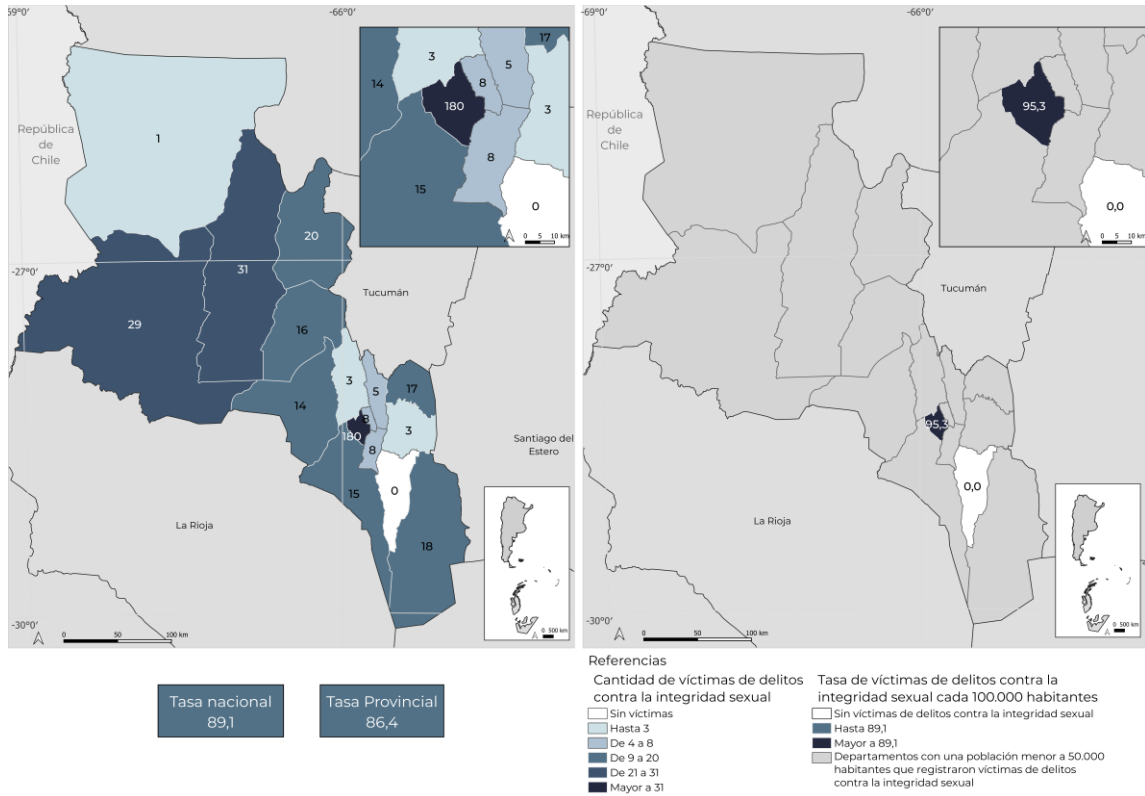 -69°0'
-66°0'
República
de
Chile
1
20
31
29
-27°0'
Tucumán
16
3
5
17
14
8
180
3
8
Santiago del
Estero
15
0
La Rioja
18
-30°0'
0 50 100 km
3
17
14
8
5
180
3
8
15
0
0 5 10 km
0 500 km
-69°0'
-66°0'
República
de
Chile
-27°0'
Tucumán
95,3
Santiago del
Estero
0,0
La Rioja
-30°0'
0 50 100 km
95,3
0,0
0 5 10 km
0 500 km
Tasa nacional
89,1
Tasa Provincial
86,4
Referencias
Cantidad de víctimas de delitos
contra la integridad sexual
Sin víctimas
Hasta 3
De 4 a 8
De 9 a 20
De 21 a 31
Mayor a 31
Tasa de víctimas de delitos contra la
integridad sexual cada 100.000 habitantes
Sin víctimas de delitos contra la integridad sexual
Hasta 89,1
Mayor a 89,1
Departamentos con una población menor a 50.000
habitantes que registraron víctimas de delitos
contra la integridad sexual